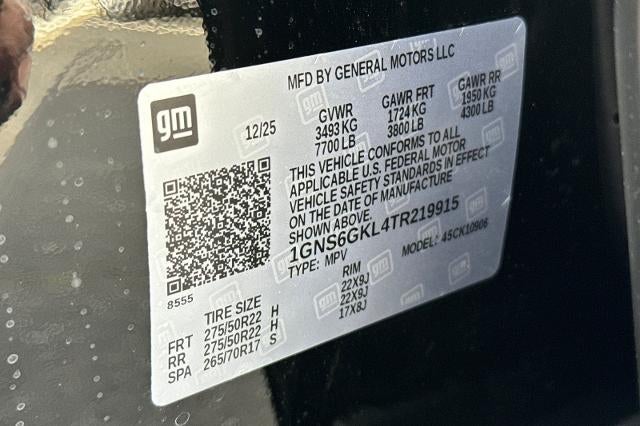 MFD BY GENERAL MOTORS LLC
gm
12/25
GVWR GAWR FRT GAWR RR
3493 KG 1724 KG 1950 KG
7700 LB 3800 LB 4300 LB
THIS VEHICLE CONFORMS TO ALL
APPLICABLE U.S. FEDERAL MOTOR
VEHICLE SAFETY STANDARDS IN EFFECT
ON THE DATE OF MANUFACTURE
SHOWN ABOVE.
1GNS6GKL4TR219915
TYPE: MPV MODEL: 45CK10906
8555
TIRE SIZE RIM
FRT 275/50R22 H 22X9J
RR 275/50R22 H 22X9J
SPA 265/70R17 S 17X8J